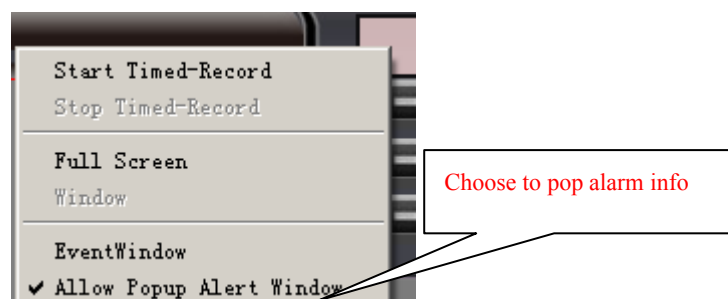 Start Timed-Record
Stop Timed-Record
Full Screen
Window
EventWindow
Allow Popup Alert Window
Choose to pop alarm info